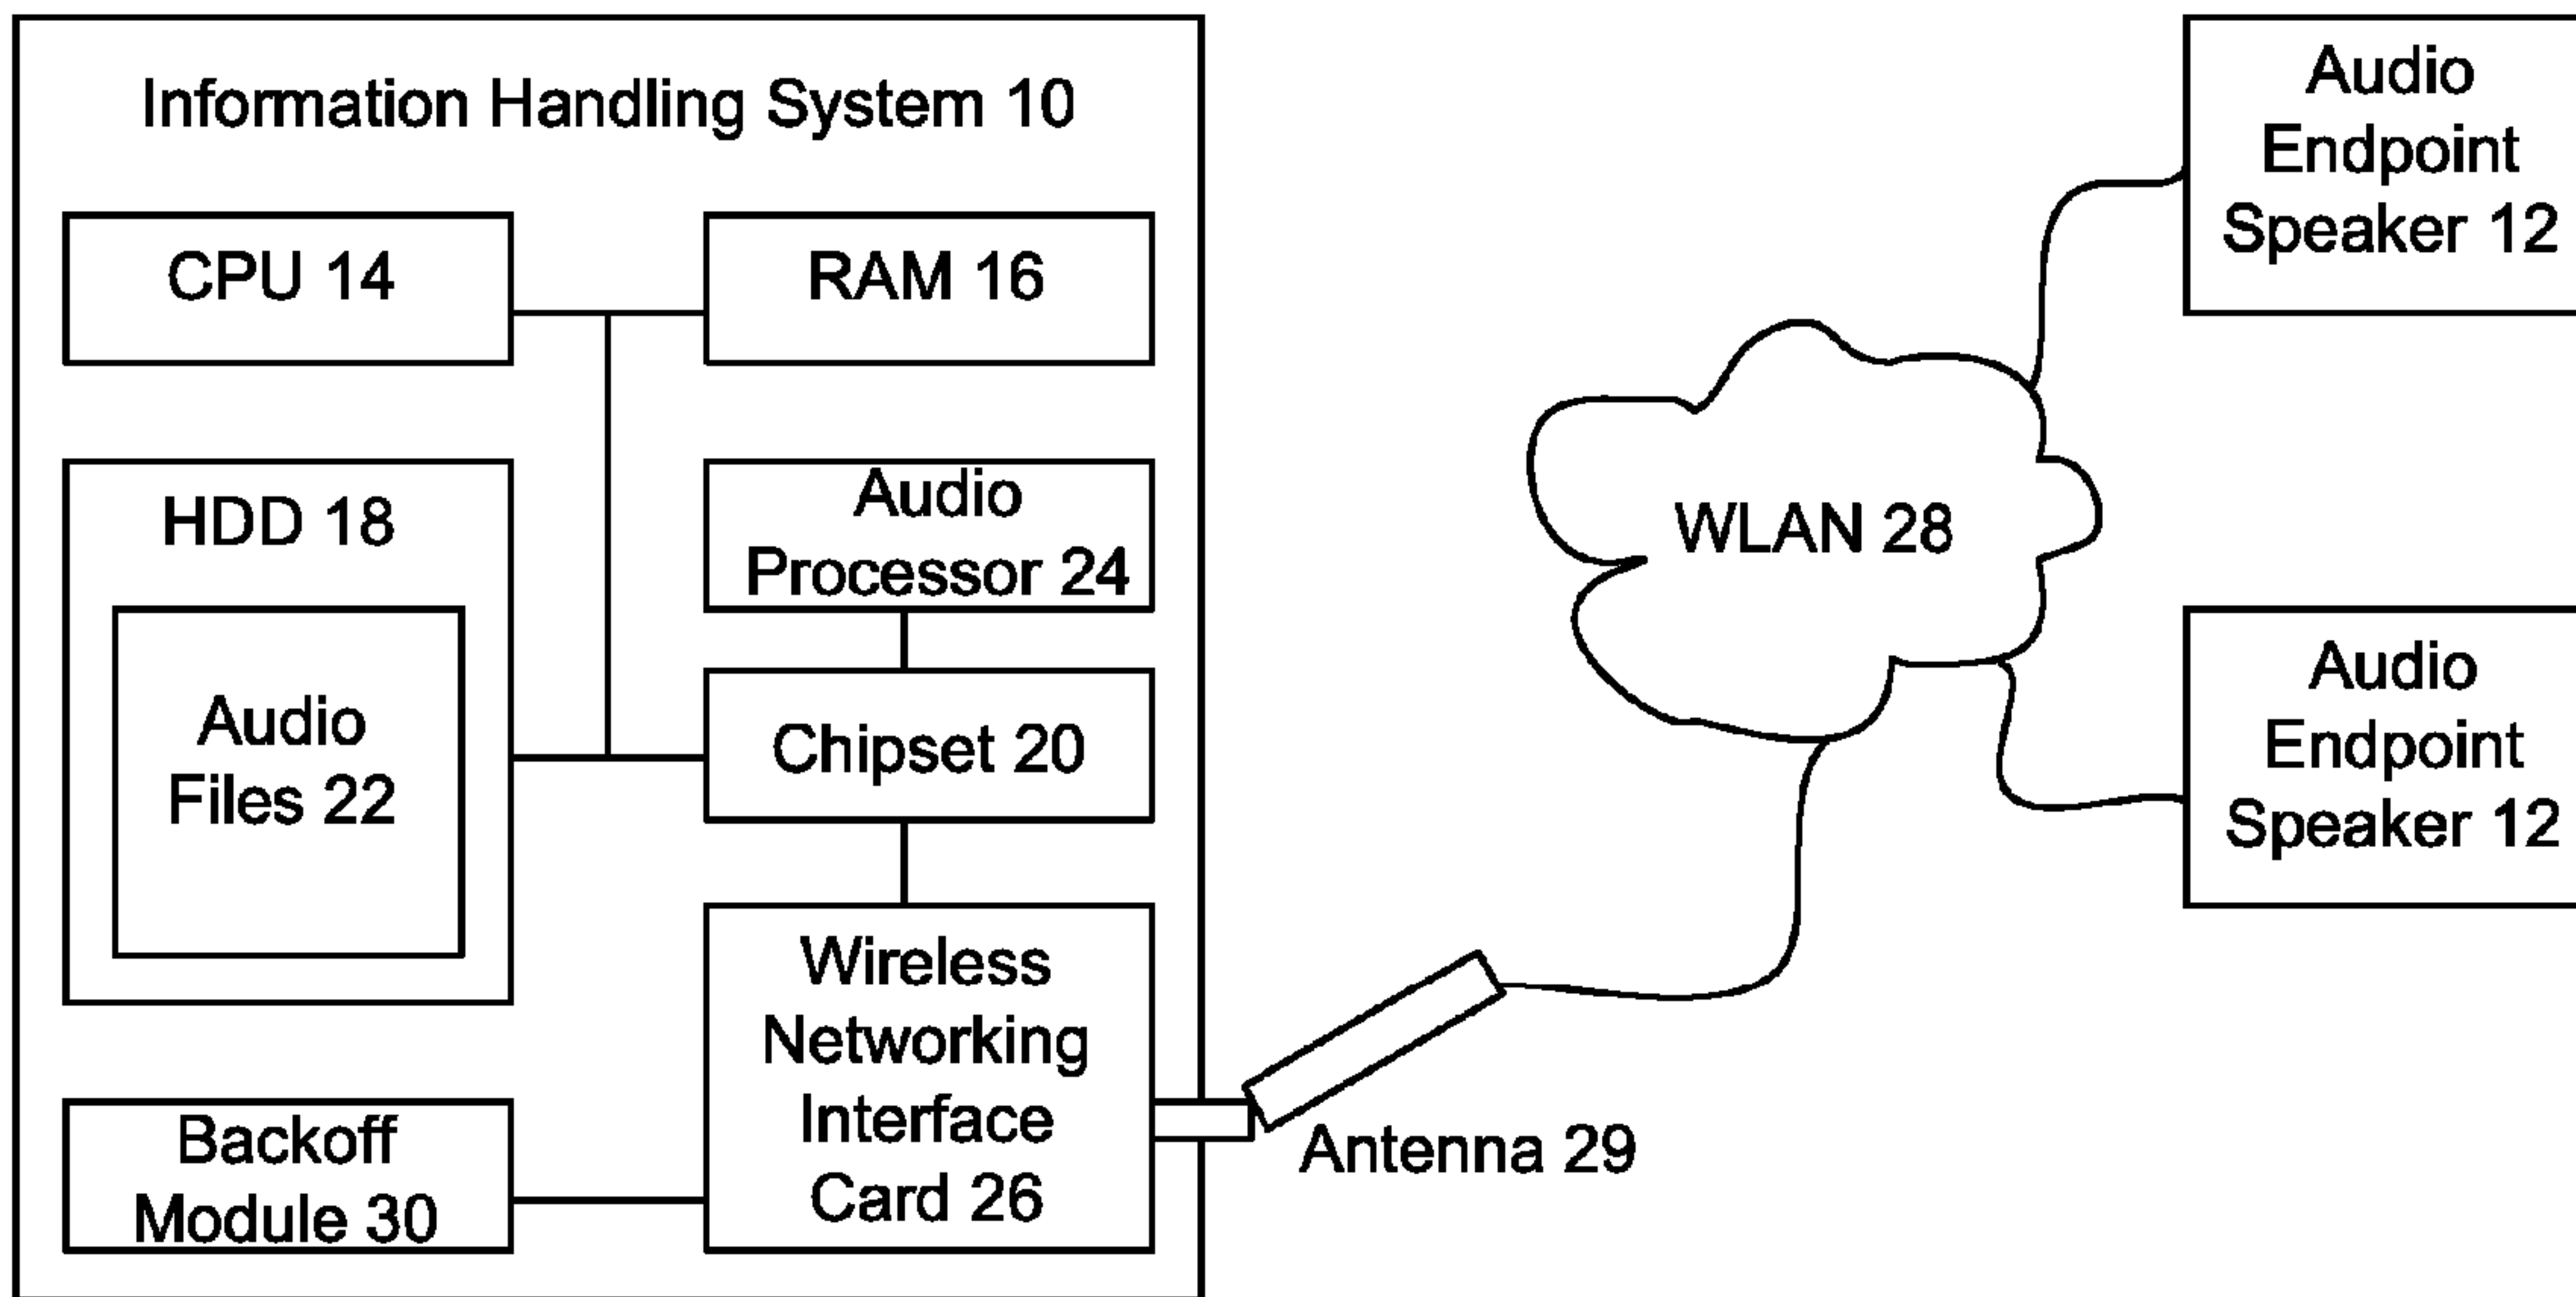 Information Handling System 10
CPU 14
RAM 16
HDD 18
Audio
Files 22
Audio
Processor 24
Chipset 20
Wireless
Networking
Interface
Card 26
Backoff
Module 30
Antenna 29
WLAN 28
Audio
Endpoint
Speaker 12
Audio
Endpoint
Speaker 12